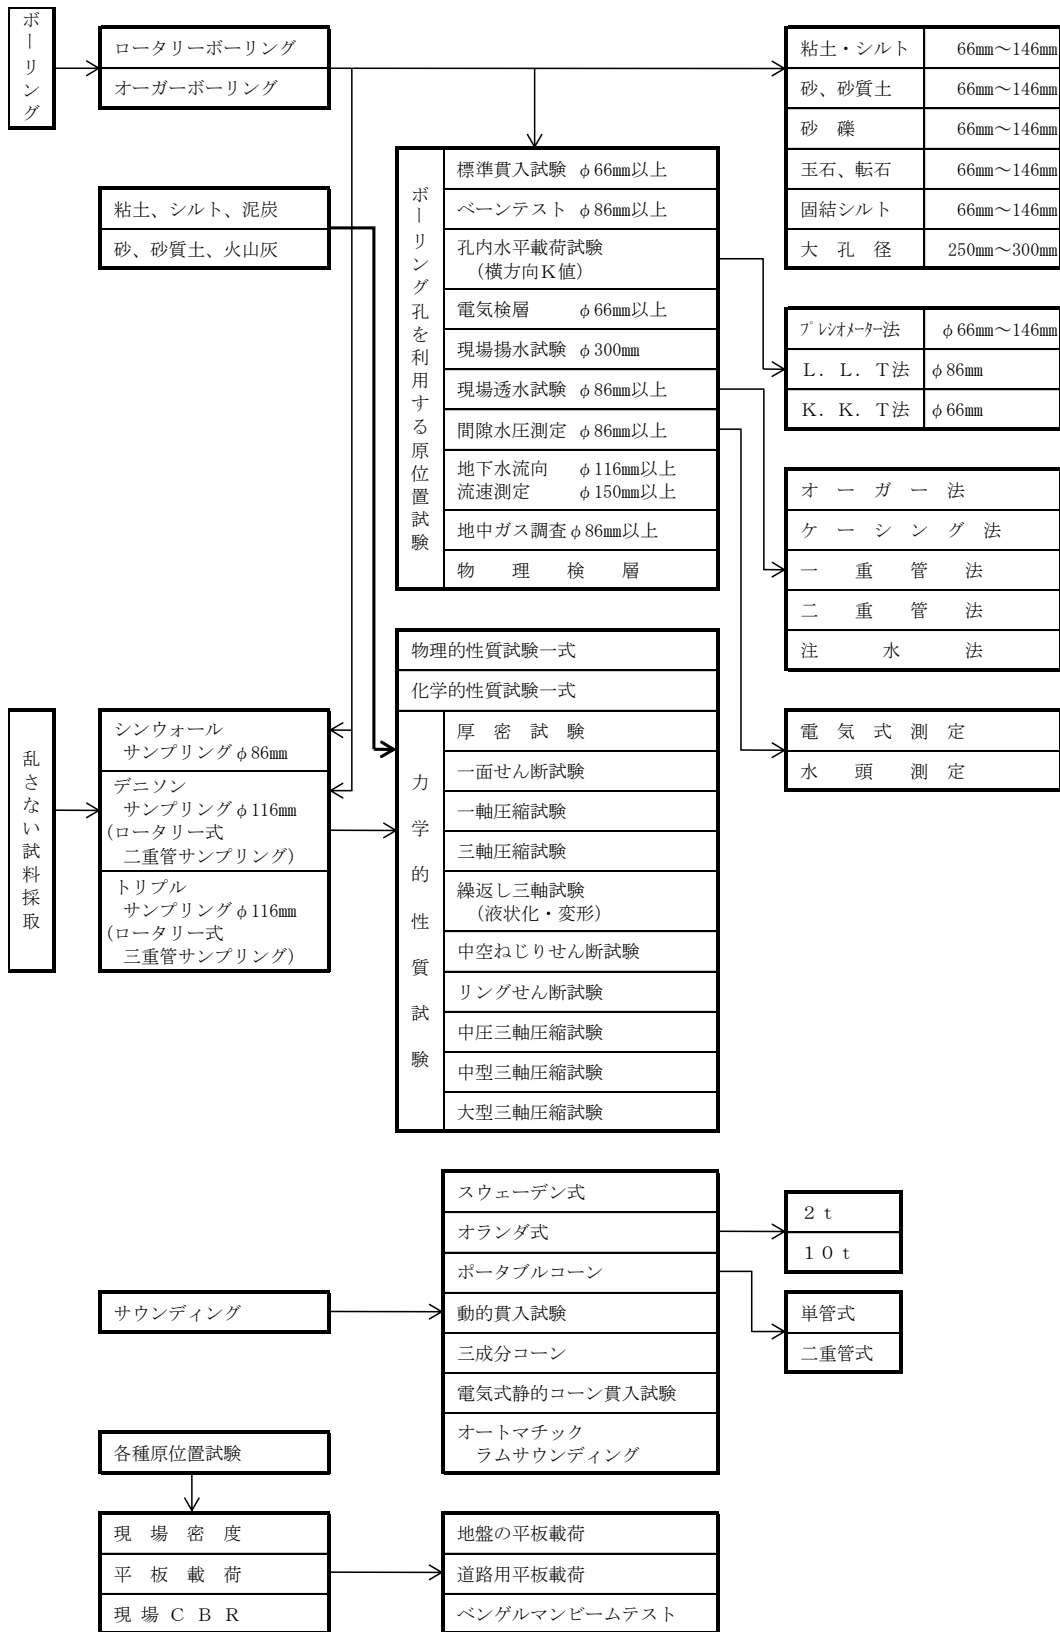 ボーリング
ロータリーボーリング
オーガーボーリング
粘土・シルト 66mm～146mm
砂、砂質土 66mm～146mm
砂 礫 66mm～146mm
玉石、転石 66mm～146mm
固結シルト 66mm～146mm
大 孔 径 250mm～300mm
粘土、シルト、泥炭
砂、砂質土、火山灰
ボーリング孔を利用する原位置試験
標準貫入試験 φ66mm以上
ベーンテスト φ86mm以上
孔内水平載荷試験
（横方向K値）
電気検層 φ66mm以上
現場揚水試験 φ300mm
現場透水試験 φ86mm以上
間隙水圧測定 φ86mm以上
地下水流向 φ116mm以上
流速測定 φ150mm以上
地中ガス調査φ86mm以上
物 理 検 層
ﾌﾟﾚｼｵﾒｰﾀｰ法 φ66mm～146mm
L．L．T法 φ86mm
K．K．T法 φ66mm
オ ー ガ ー 法
ケ ー シ ン グ 法
一 重 管 法
二 重 管 法
注 水 法
電 気 式 測 定
水 頭 測 定
乱さない試料採取
シンウォール
サンプリングφ86mm
デニソン
サンプリングφ116mm
(ロータリー式
二重管サンプリング)
トリプル
サンプリングφ116mm
(ロータリー式
三重管サンプリング)
物理的性質試験一式
化学的性質試験一式
力学的性質試験
厚 密 試 験
一面せん断試験
一軸圧縮試験
三軸圧縮試験
繰返し三軸試験
（液状化・変形）
中空ねじりせん断試験
リングせん断試験
中圧三軸圧縮試験
中型三軸圧縮試験
大型三軸圧縮試験
サウンディング
スウェーデン式
オランダ式
ポータブルコーン
動的貫入試験
三成分コーン
電気式静的コーン貫入試験
オートマチック
ラムサウンディング
２ｔ
１０ｔ
単管式
二重管式
各種原位置試験
現 場 密 度
平 板 載 荷
現 場 C B R
地盤の平板載荷
道路用平板載荷
ベンゲルマンビームテスト